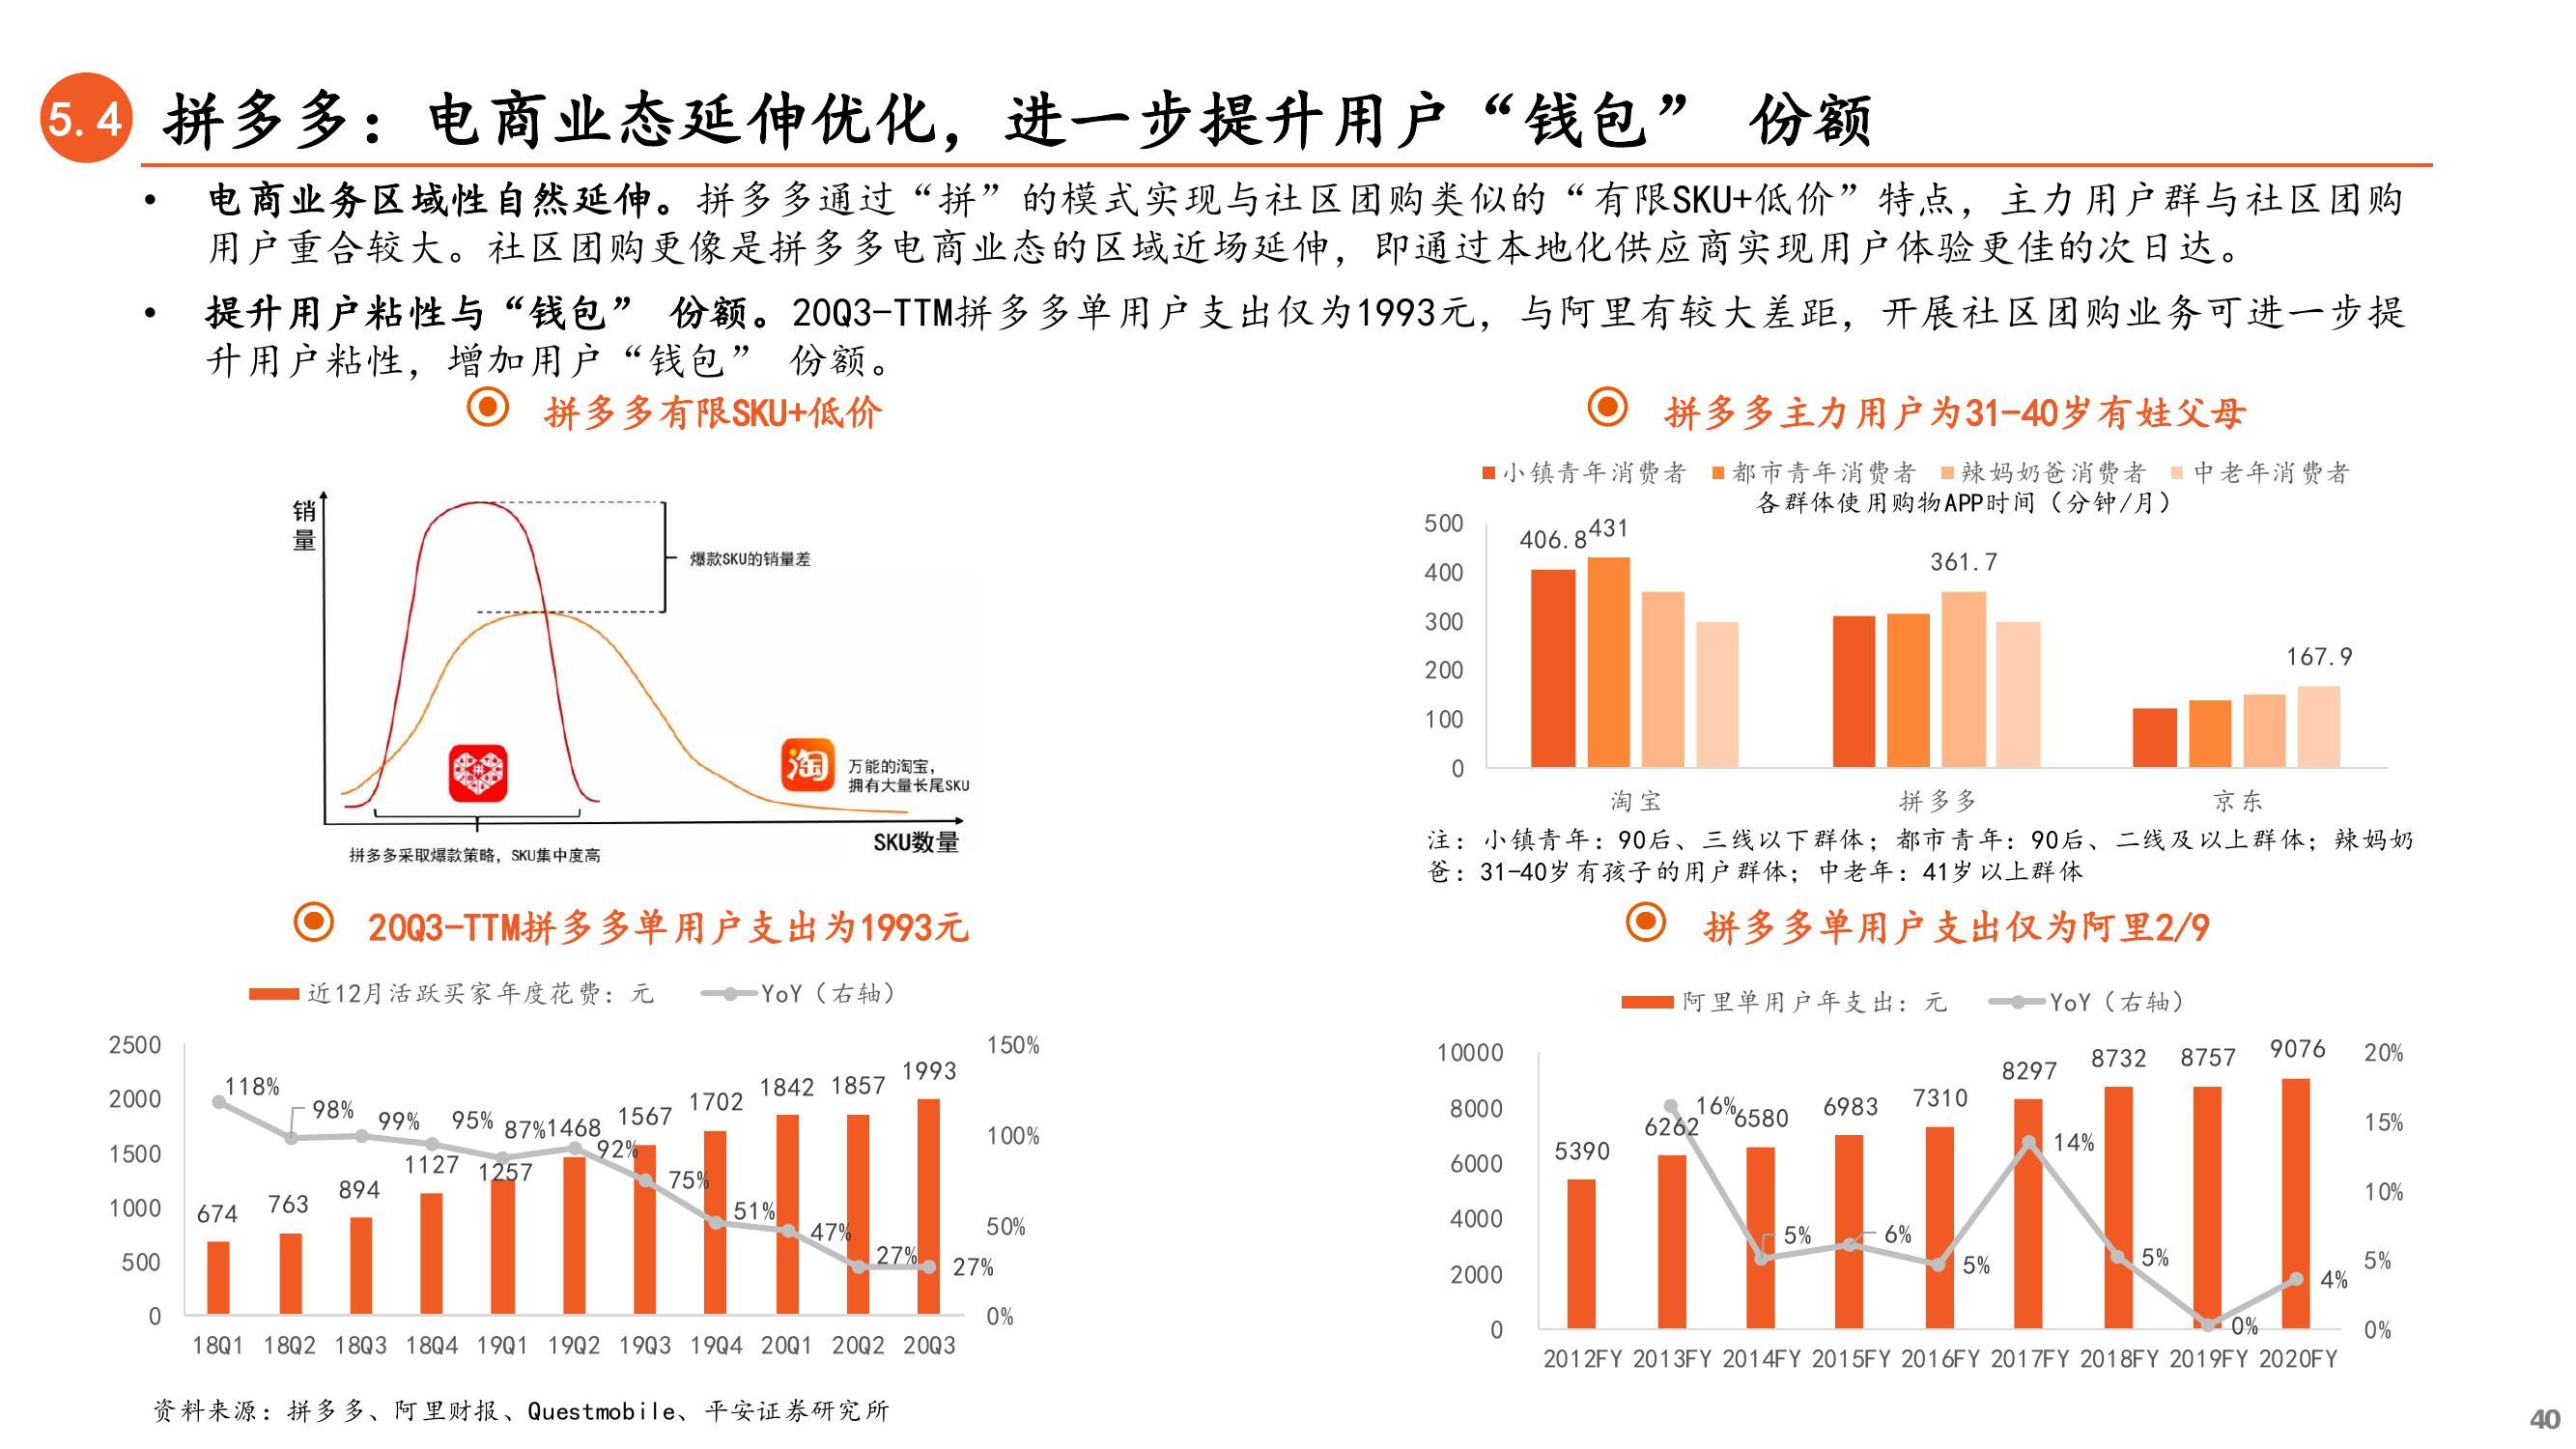 5.4 拼多多：电商业态延伸优化，进一步提升用户“钱包” 份额
• 电商业务区域性自然延伸。拼多多通过“拼”的模式实现与社区团购类似的“有限SKU+低价”特点，主力用户群与社区团购
用户重合较大。社区团购更像是拼多多电商业态的区域近场延伸，即通过本地化供应商实现用户体验更佳的次日达。
• 提升用户粘性与“钱包” 份额。20Q3-TTM拼多多单用户支出仅为1993元，与阿里有较大差距，开展社区团购业务可进一步提
升用户粘性，增加用户“钱包” 份额。
拼多多有限SKU+低价
销
量
爆款SKU的销量差
拼
淘
万能的淘宝，
拥有大量长尾SKU
SKU数量
拼多多采取爆款策略，SKU集中度高
拼多多主力用户为31-40岁有娃父母
小镇青年消费者 都市青年消费者 辣妈奶爸消费者 中老年消费者
各群体使用购物APP时间（分钟/月）
500
400
300
200
100
0
406.8 431
361.7
167.9
淘宝 拼多多 京东
注：小镇青年：90后、三线以下群体；都市青年：90后、二线及以上群体；辣妈奶
爸：31-40岁有孩子的用户群体；中老年：41岁以上群体
20Q3-TTM拼多多单用户支出为1993元
近12月活跃买家年度花费：元 YoY（右轴）
2500
2000
1500
1000
500
0
674 763 894 1127 1257 1468 1567 1702 1842 1857 1993
118% 98% 99% 95% 87% 92% 75% 51% 47% 27% 27%
150%
100%
50%
0%
18Q1 18Q2 18Q3 18Q4 19Q1 19Q2 19Q3 19Q4 20Q1 20Q2 20Q3
拼多多单用户支出仅为阿里2/9
阿里单用户年支出：元 YoY（右轴）
10000
8000
6000
4000
2000
0
5390 6262 6580 6983 7310 8297 8732 8757 9076
16% 5% 6% 5% 14% 5% 0% 4%
20%
15%
10%
5%
0%
2012FY 2013FY 2014FY 2015FY 2016FY 2017FY 2018FY 2019FY 2020FY
资料来源：拼多多、阿里财报、Questmobile、平安证券研究所
40